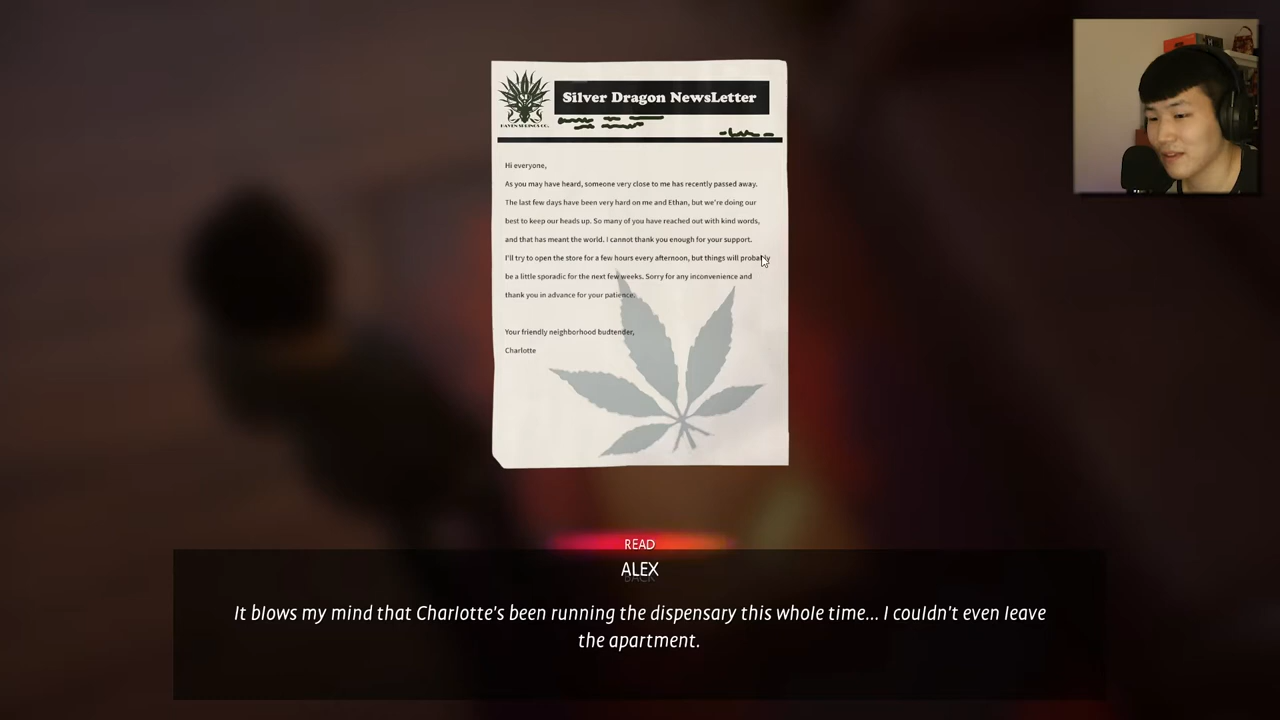 Silver Dragon NewsLetter
HAVEN SPRINGS CO.
Hi everyone,
As you may have heard, someone very close to me has recently passed away.
The last few days have been very hard on me and Ethan, but we're doing our
best to keep our heads up. So many of you have reached out with kind words,
and that has meant the world. I cannot thank you enough for your support.
I'll try to open the store for a few hours every afternoon, but things will probably
be a little sporadic for the next few weeks. Sorry for any inconvenience and
thank you in advance for your patience.
Your friendly neighborhood budtender,
Charlotte
READ
ALEX
BACK
It blows my mind that Charlotte's been running the dispensary this whole time... I couldn't even leave
the apartment.